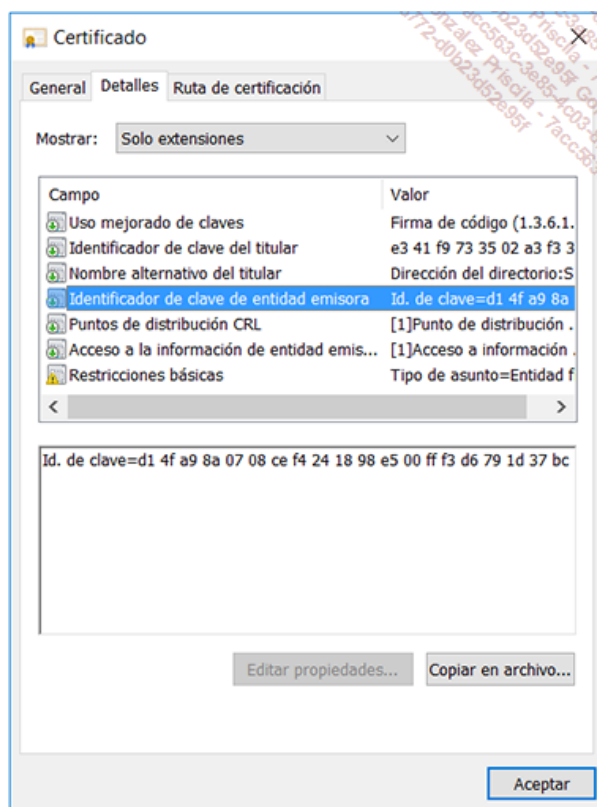 Certificado
General Detalles Ruta de certificación
Mostrar: Solo extensiones
Campo Valor
Uso mejorado de claves Firma de código (1.3.6.1.
Identificador de clave del titular e3 41 f9 73 35 02 a3 f3 3
Nombre alternativo del titular Dirección del directorio:S
Identificador de clave de entidad emisora Id. de clave=d1 4f a9 8a
Puntos de distribución CRL [1]Punto de distribución .
Acceso a la información de entidad emis... [1]Acceso a información .
Restricciones básicas Tipo de asunto=Entidad f
Id. de clave=d1 4f a9 8a 07 08 ce f4 24 18 98 e5 00 ff f3 d6 79 1d 37 bc
Editar propiedades... Copiar en archivo...
Aceptar